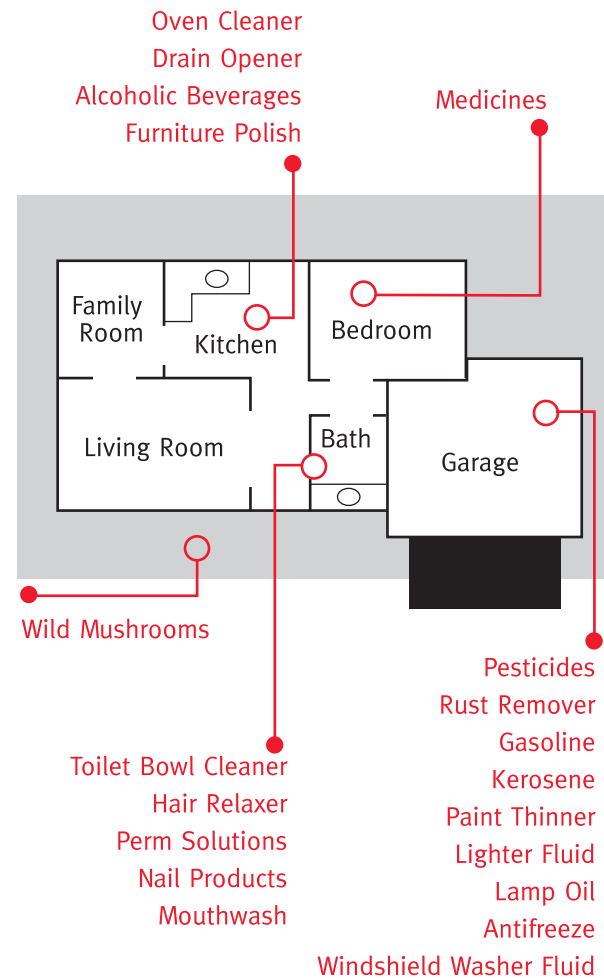 Oven Cleaner
Drain Opener
Alcoholic Beverages
Furniture Polish
Medicines
Family
Room
Kitchen
Bedroom
Living Room
Bath
Garage
Wild Mushrooms
Toilet Bowl Cleaner
Hair Relaxer
Perm Solutions
Nail Products
Mouthwash
Pesticides
Rust Remover
Gasoline
Kerosene
Paint Thinner
Lighter Fluid
Lamp Oil
Antifreeze
Windshield Washer Fluid